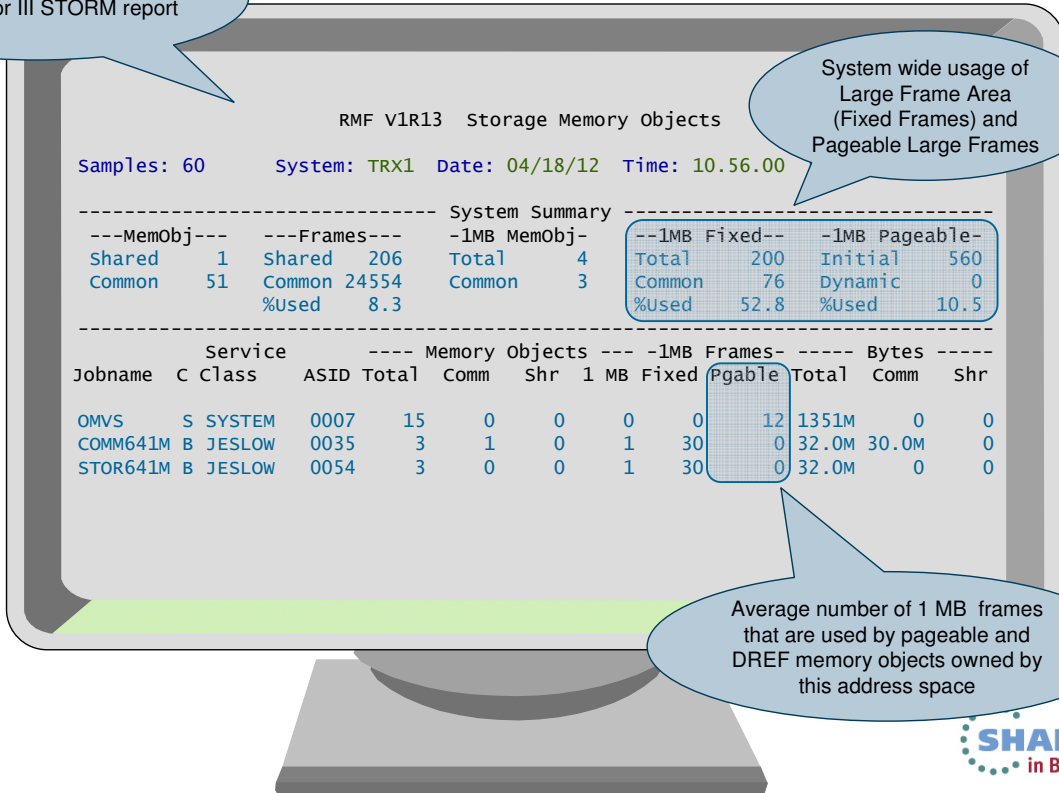 or III STORM report
System wide usage of
Large Frame Area
(Fixed Frames) and
Pageable Large Frames
RMF V1R13 Storage Memory Objects
Samples: 60 System: TRX1 Date: 04/18/12 Time: 10.56.00
------------------------------- System Summary --------------------------------
---MemObj--- ---Frames--- -1MB MemObj- --1MB Fixed-- -1MB Pageable-
Shared 1 Shared 206 Total 4 Total 200 Initial 560
Common 51 Common 24554 Common 3 Common 76 Dynamic 0
%Used 8.3 %Used 52.8 %Used 10.5
-------------------------------------------------------------------------------
Service ---- Memory Objects --- -1MB Frames- ----- Bytes -----
Jobname C Class ASID Total Comm Shr 1 MB Fixed Pgable Total Comm Shr
OMVS S SYSTEM 0007 15 0 0 0 0 12 1351M 0 0
COMM641M B JESLOW 0035 3 1 0 1 30 0 32.0M 30.0M 0
STOR641M B JESLOW 0054 3 0 0 1 30 0 32.0M 0 0
Average number of 1 MB frames
that are used by pageable and
DREF memory objects owned by
this address space
in